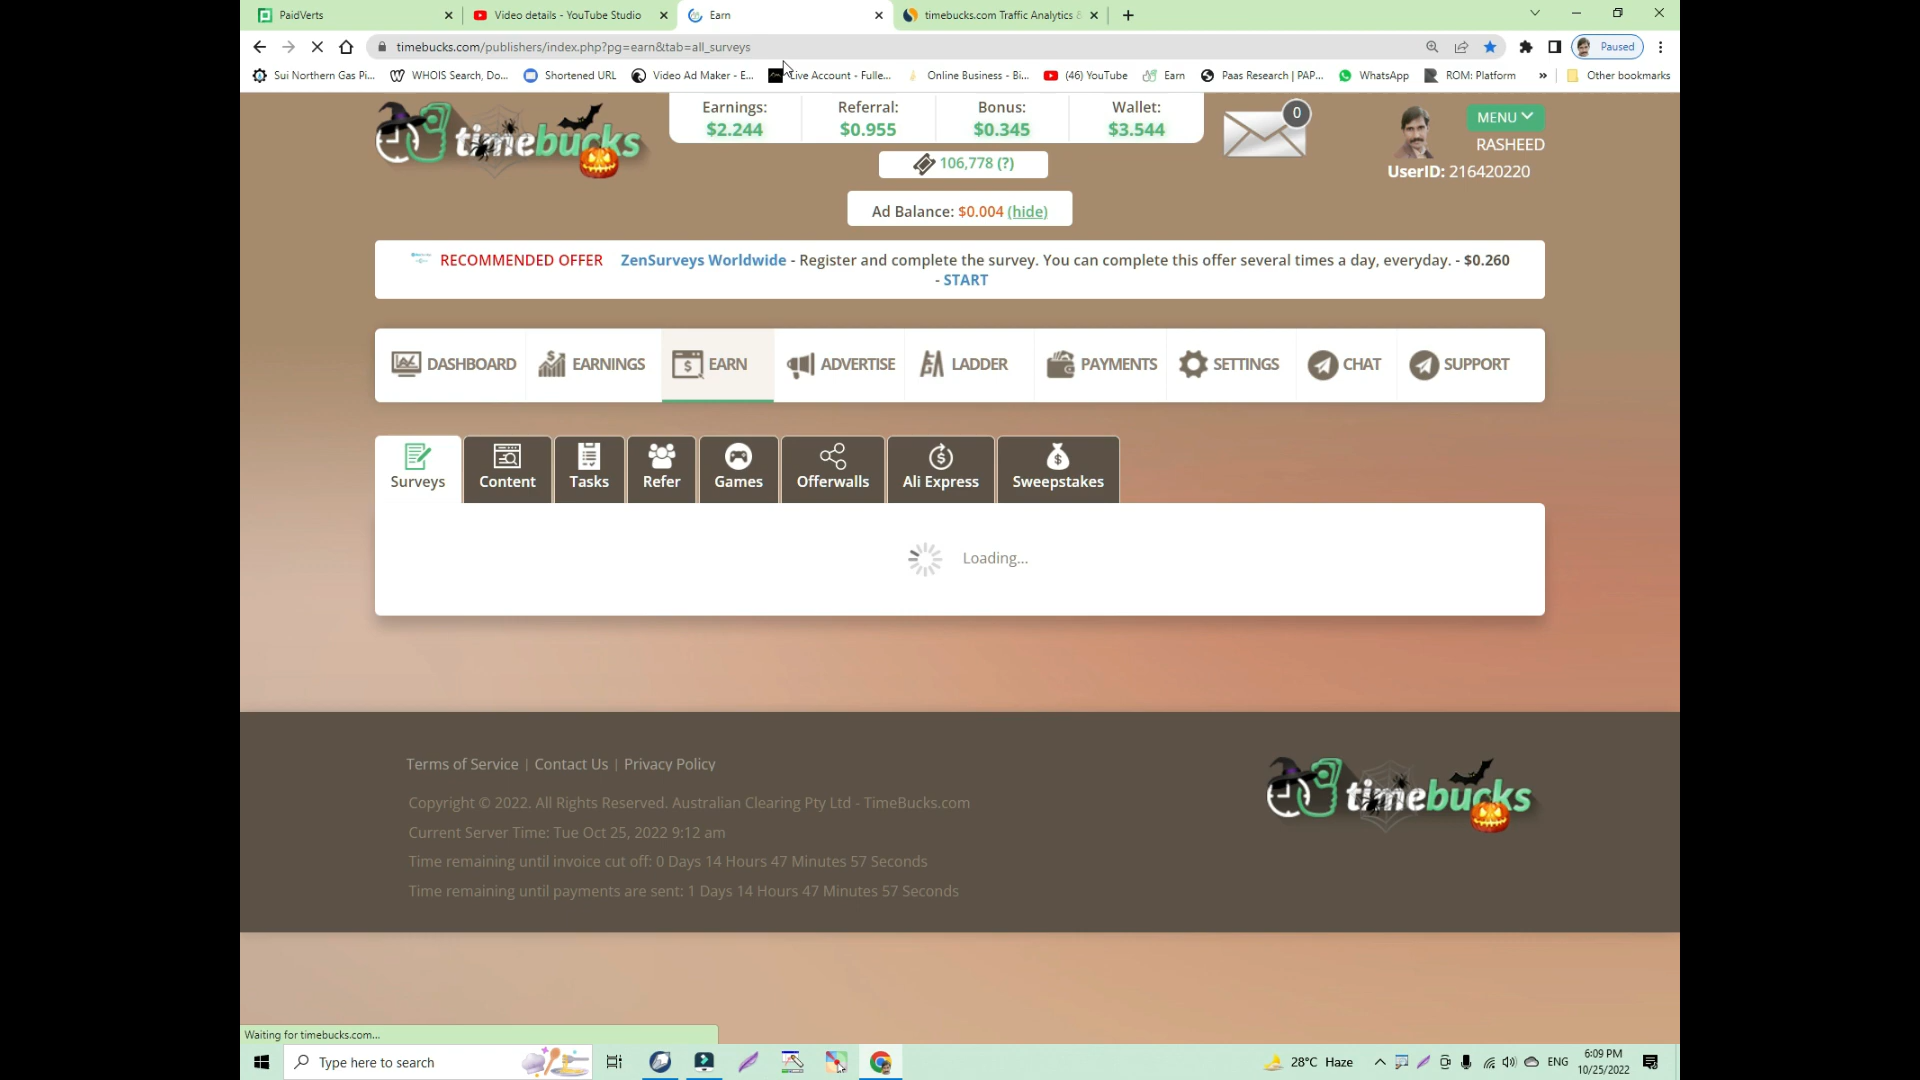 PaidVerts
Video details - YouTube Studio
Earn
timebucks.com Traffic Analytics &
timebucks.com/publishers/index.php?pg=earn&tab=all_surveys
Paused
Sui Northern Gas Pi...
WHOIS Search, Do...
Shortened URL
Video Ad Maker - E...
Live Account - Fulle...
Online Business - Bi...
(46) YouTube
Earn
Paas Research | PAP...
WhatsApp
ROM: Platform
»
Other bookmarks
timebucks
Earnings:
$2.244
Referral:
$0.955
Bonus:
$0.345
Wallet:
$3.544
0
MENU
RASHEED
UserID: 216420220
106,778 (?)
Ad Balance: $0.004 (hide)
RECOMMENDED OFFER ZenSurveys Worldwide - Register and complete the survey. You can complete this offer several times a day, everyday. - $0.260
- START
DASHBOARD
EARNINGS
EARN
ADVERTISE
LADDER
PAYMENTS
SETTINGS
CHAT
SUPPORT
Surveys
Content
Tasks
Refer
Games
Offerwalls
Ali Express
Sweepstakes
Loading...
Terms of Service | Contact Us | Privacy Policy
Copyright © 2022. All Rights Reserved. Australian Clearing Pty Ltd - TimeBucks.com
Current Server Time: Tue Oct 25, 2022 9:12 am
Time remaining until invoice cut off: 0 Days 14 Hours 47 Minutes 57 Seconds
Time remaining until payments are sent: 1 Days 14 Hours 47 Minutes 57 Seconds
timebucks
Waiting for timebucks.com...
Type here to search
28°C Haze
ENG
6:09 PM
10/25/2022